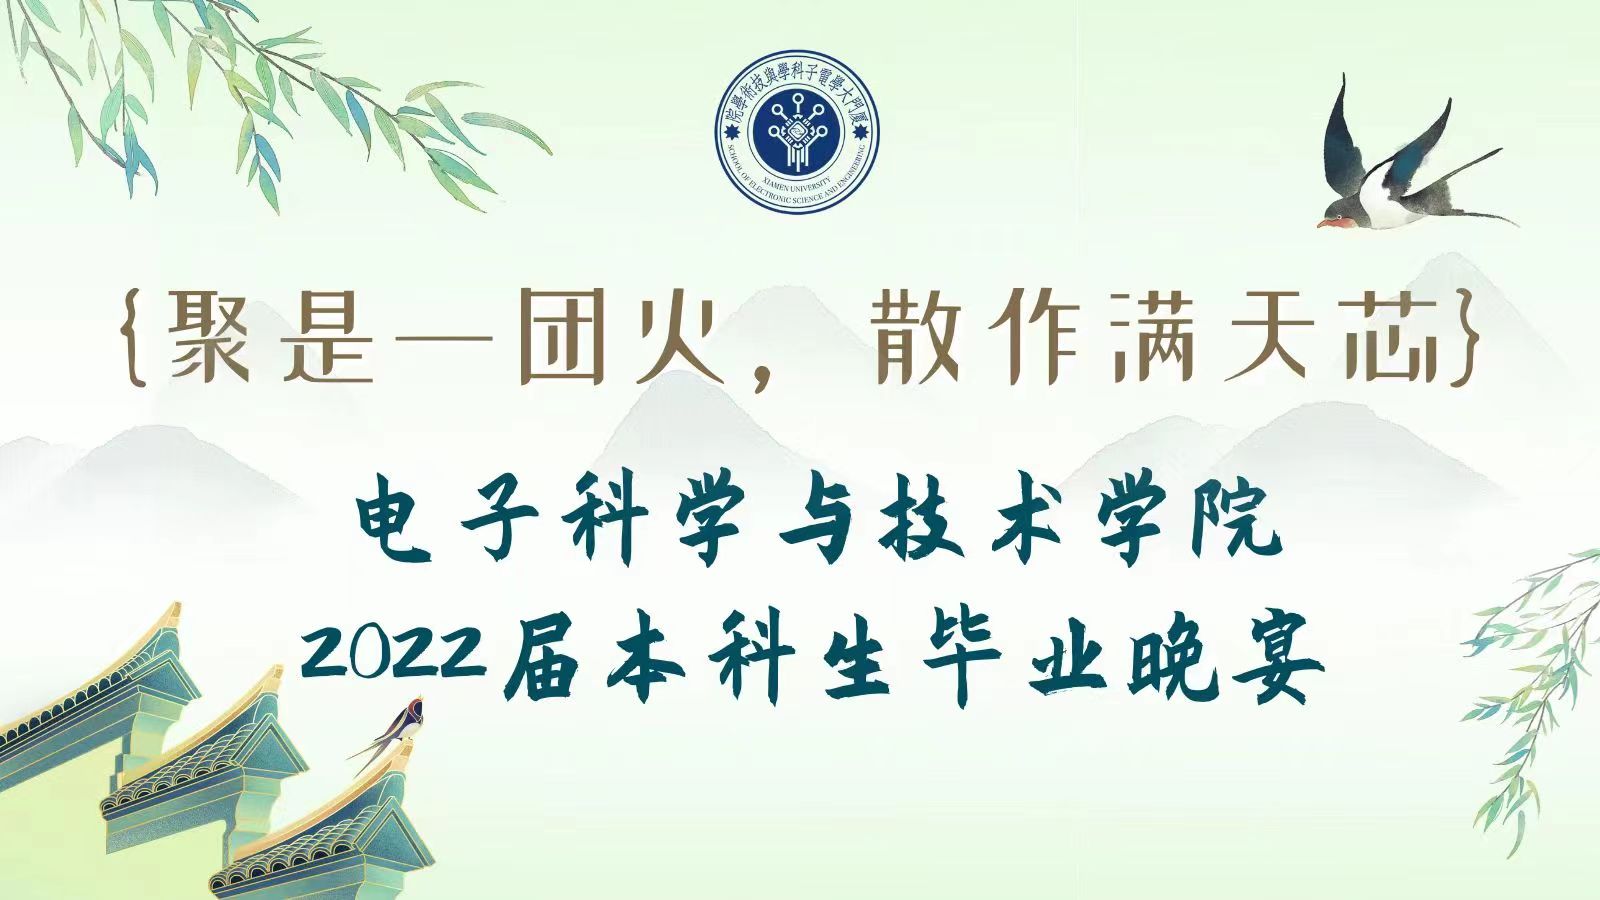 廈門大學電子科學與技術學院
XIAMEN UNIVERSITY
SCHOOL OF ELECTRONIC SCIENCE AND ENGINEERING
{聚是一团火，散作满天芯}
电子科学与技术学院
2022届本科生毕业晚宴